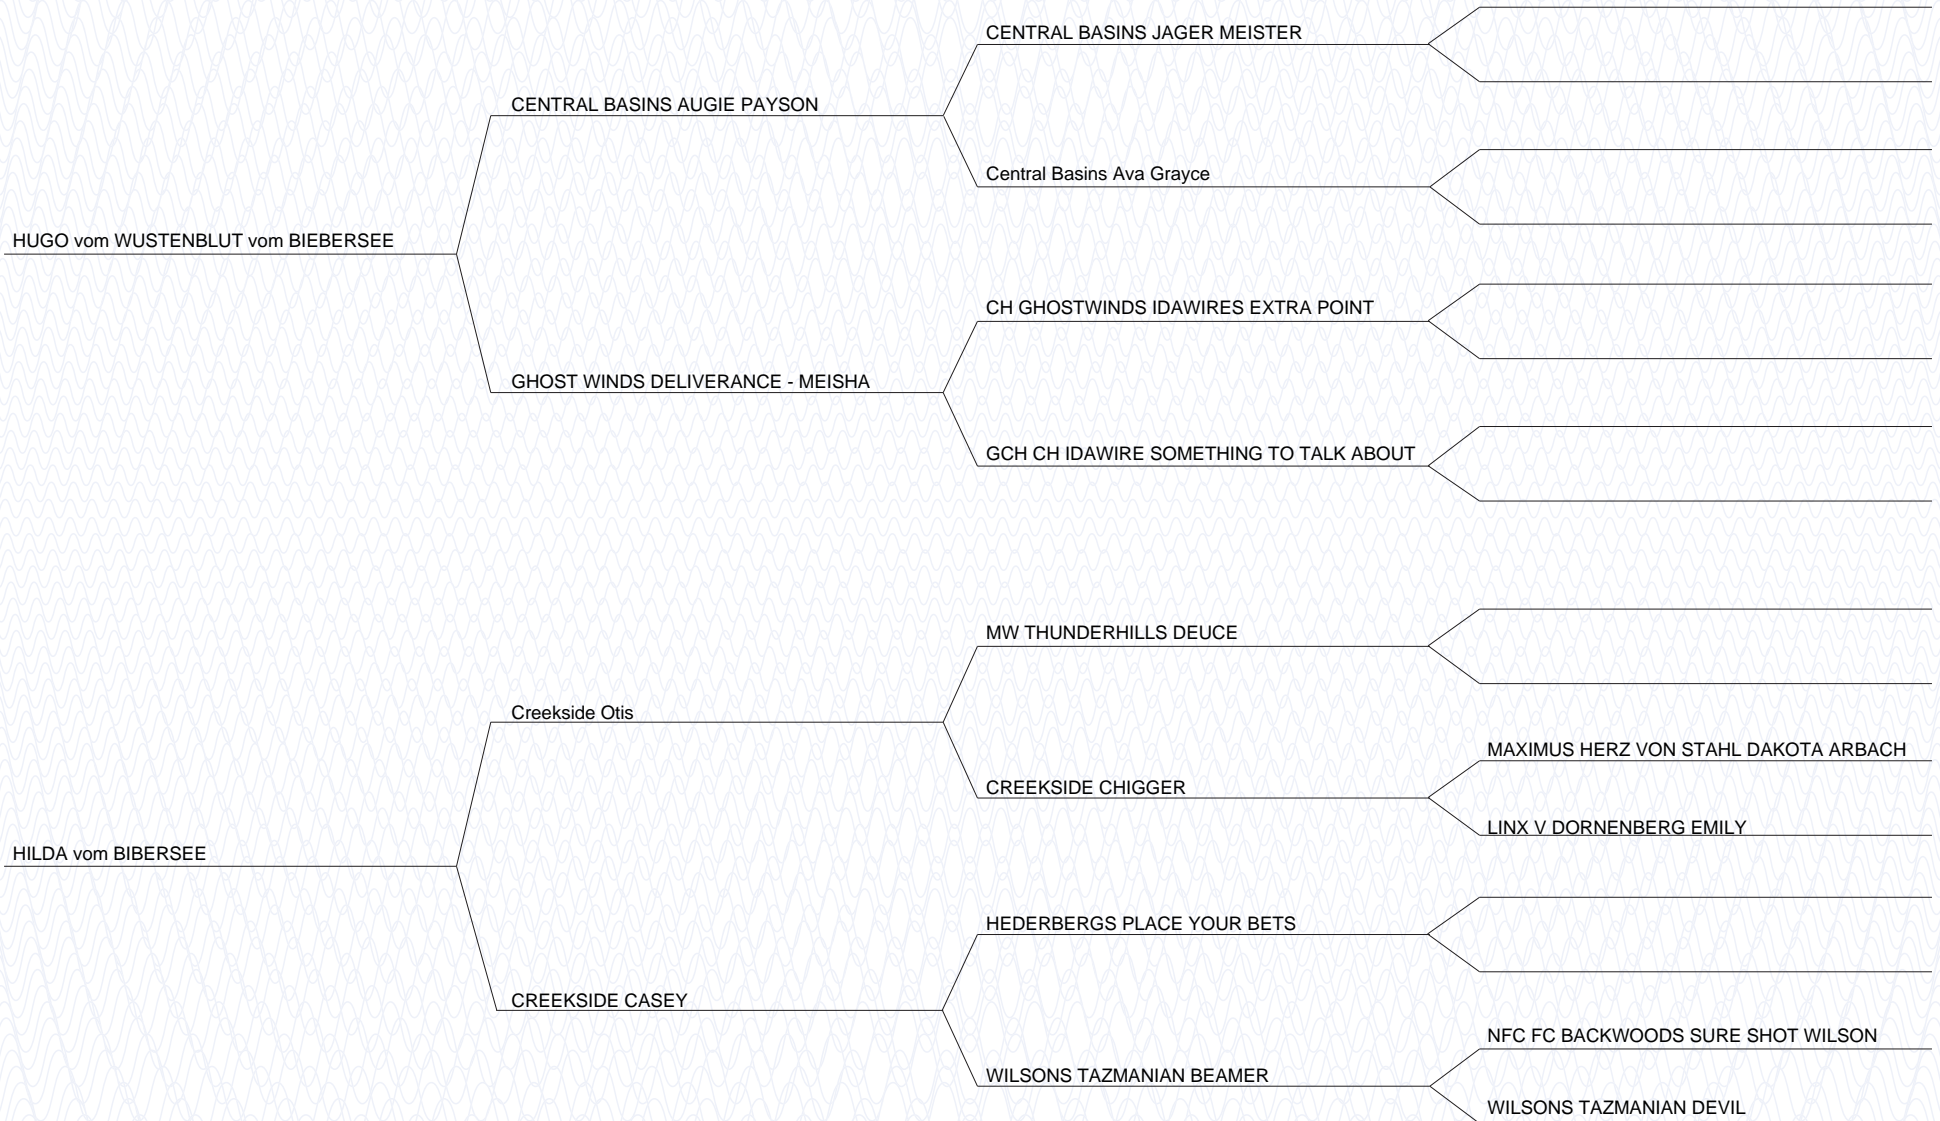 CENTRAL BASINS JAGER MEISTER
CENTRAL BASINS AUGIE PAYSON
Central Basins Ava Grayce
HUGO vom WUSTENBLUT vom BIEBERSEE
CH GHOSTWINDS IDAWIRES EXTRA POINT
GHOST WINDS DELIVERANCE - MEISHA
GCH CH IDAWIRE SOMETHING TO TALK ABOUT
MW THUNDERHILLS DEUCE
Creekside Otis
MAXIMUS HERZ VON STAHL DAKOTA ARBACH
CREEKSIDE CHIGGER
LINX V DORNENBERG EMILY
HILDA vom BIBERSEE
HEDERBERGS PLACE YOUR BETS
CREEKSIDE CASEY
NFC FC BACKWOODS SURE SHOT WILSON
WILSONS TAZMANIAN BEAMER
WILSONS TAZMANIAN DEVIL